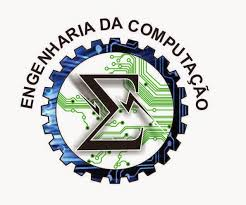 ENGENHARIA DA COMPUTAÇÃO
Σ